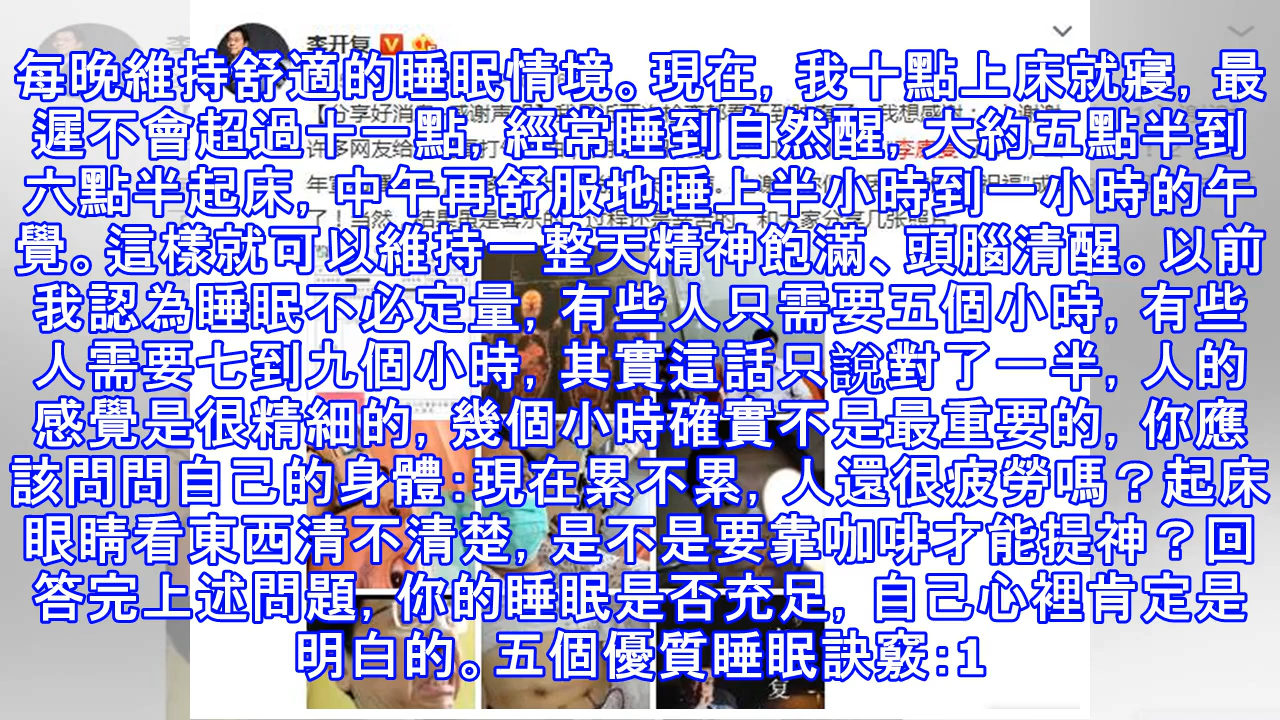 李开复
每晚維持舒適的睡眠情境。現在, 我十點上床就寢, 最
遲不會超過十一點, 經常睡到自然醒, 大約五點半到
六點半起床, 中午再舒服地睡上半小時到一小時的午
覺。這樣就可以維持一整天精神飽滿、頭腦清醒。以前
我認為睡眠不必定量, 有些人只需要五個小時, 有些
人需要七到九個小時, 其實這話只說對了一半, 人的
感覺是很精細的, 幾個小時確實不是最重要的, 你應
該問問自己的身體:現在累不累, 人還很疲勞嗎？起床
眼睛看東西清不清楚, 是不是要靠咖啡才能提神？回
答完上述問題, 你的睡眠是否充足, 自己心裡肯定是
明白的。五個優質睡眠訣竅:1
复